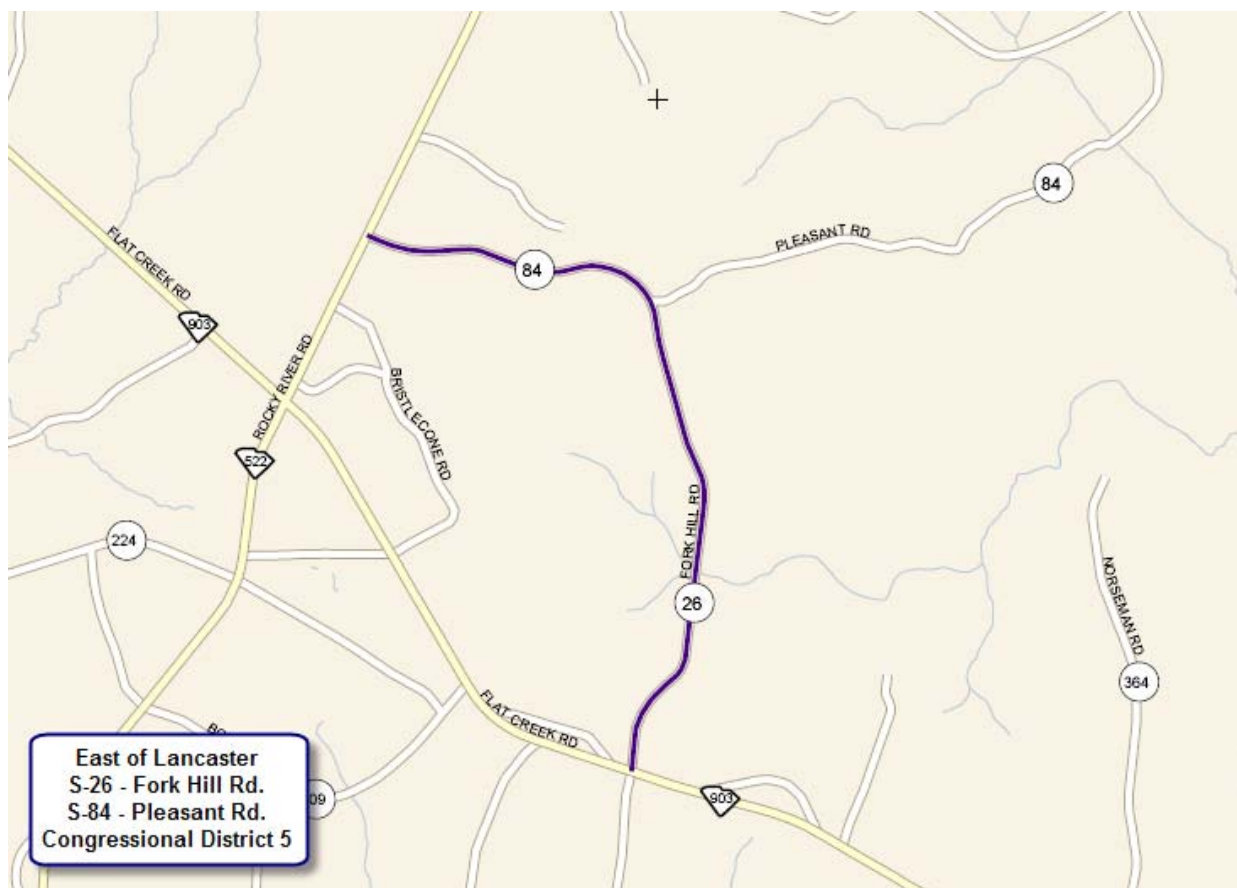 84
PLEASANT RD
84
FLAT CREEK RD
903
ROCKY RIVER RD
BRISTLECONE RD
522
FORK HILL RD
224
NORSEMAN RD
26
364
FLAT CREEK RD
903
09
East of Lancaster
S-26 - Fork Hill Rd.
S-84 - Pleasant Rd.
Congressional District 5